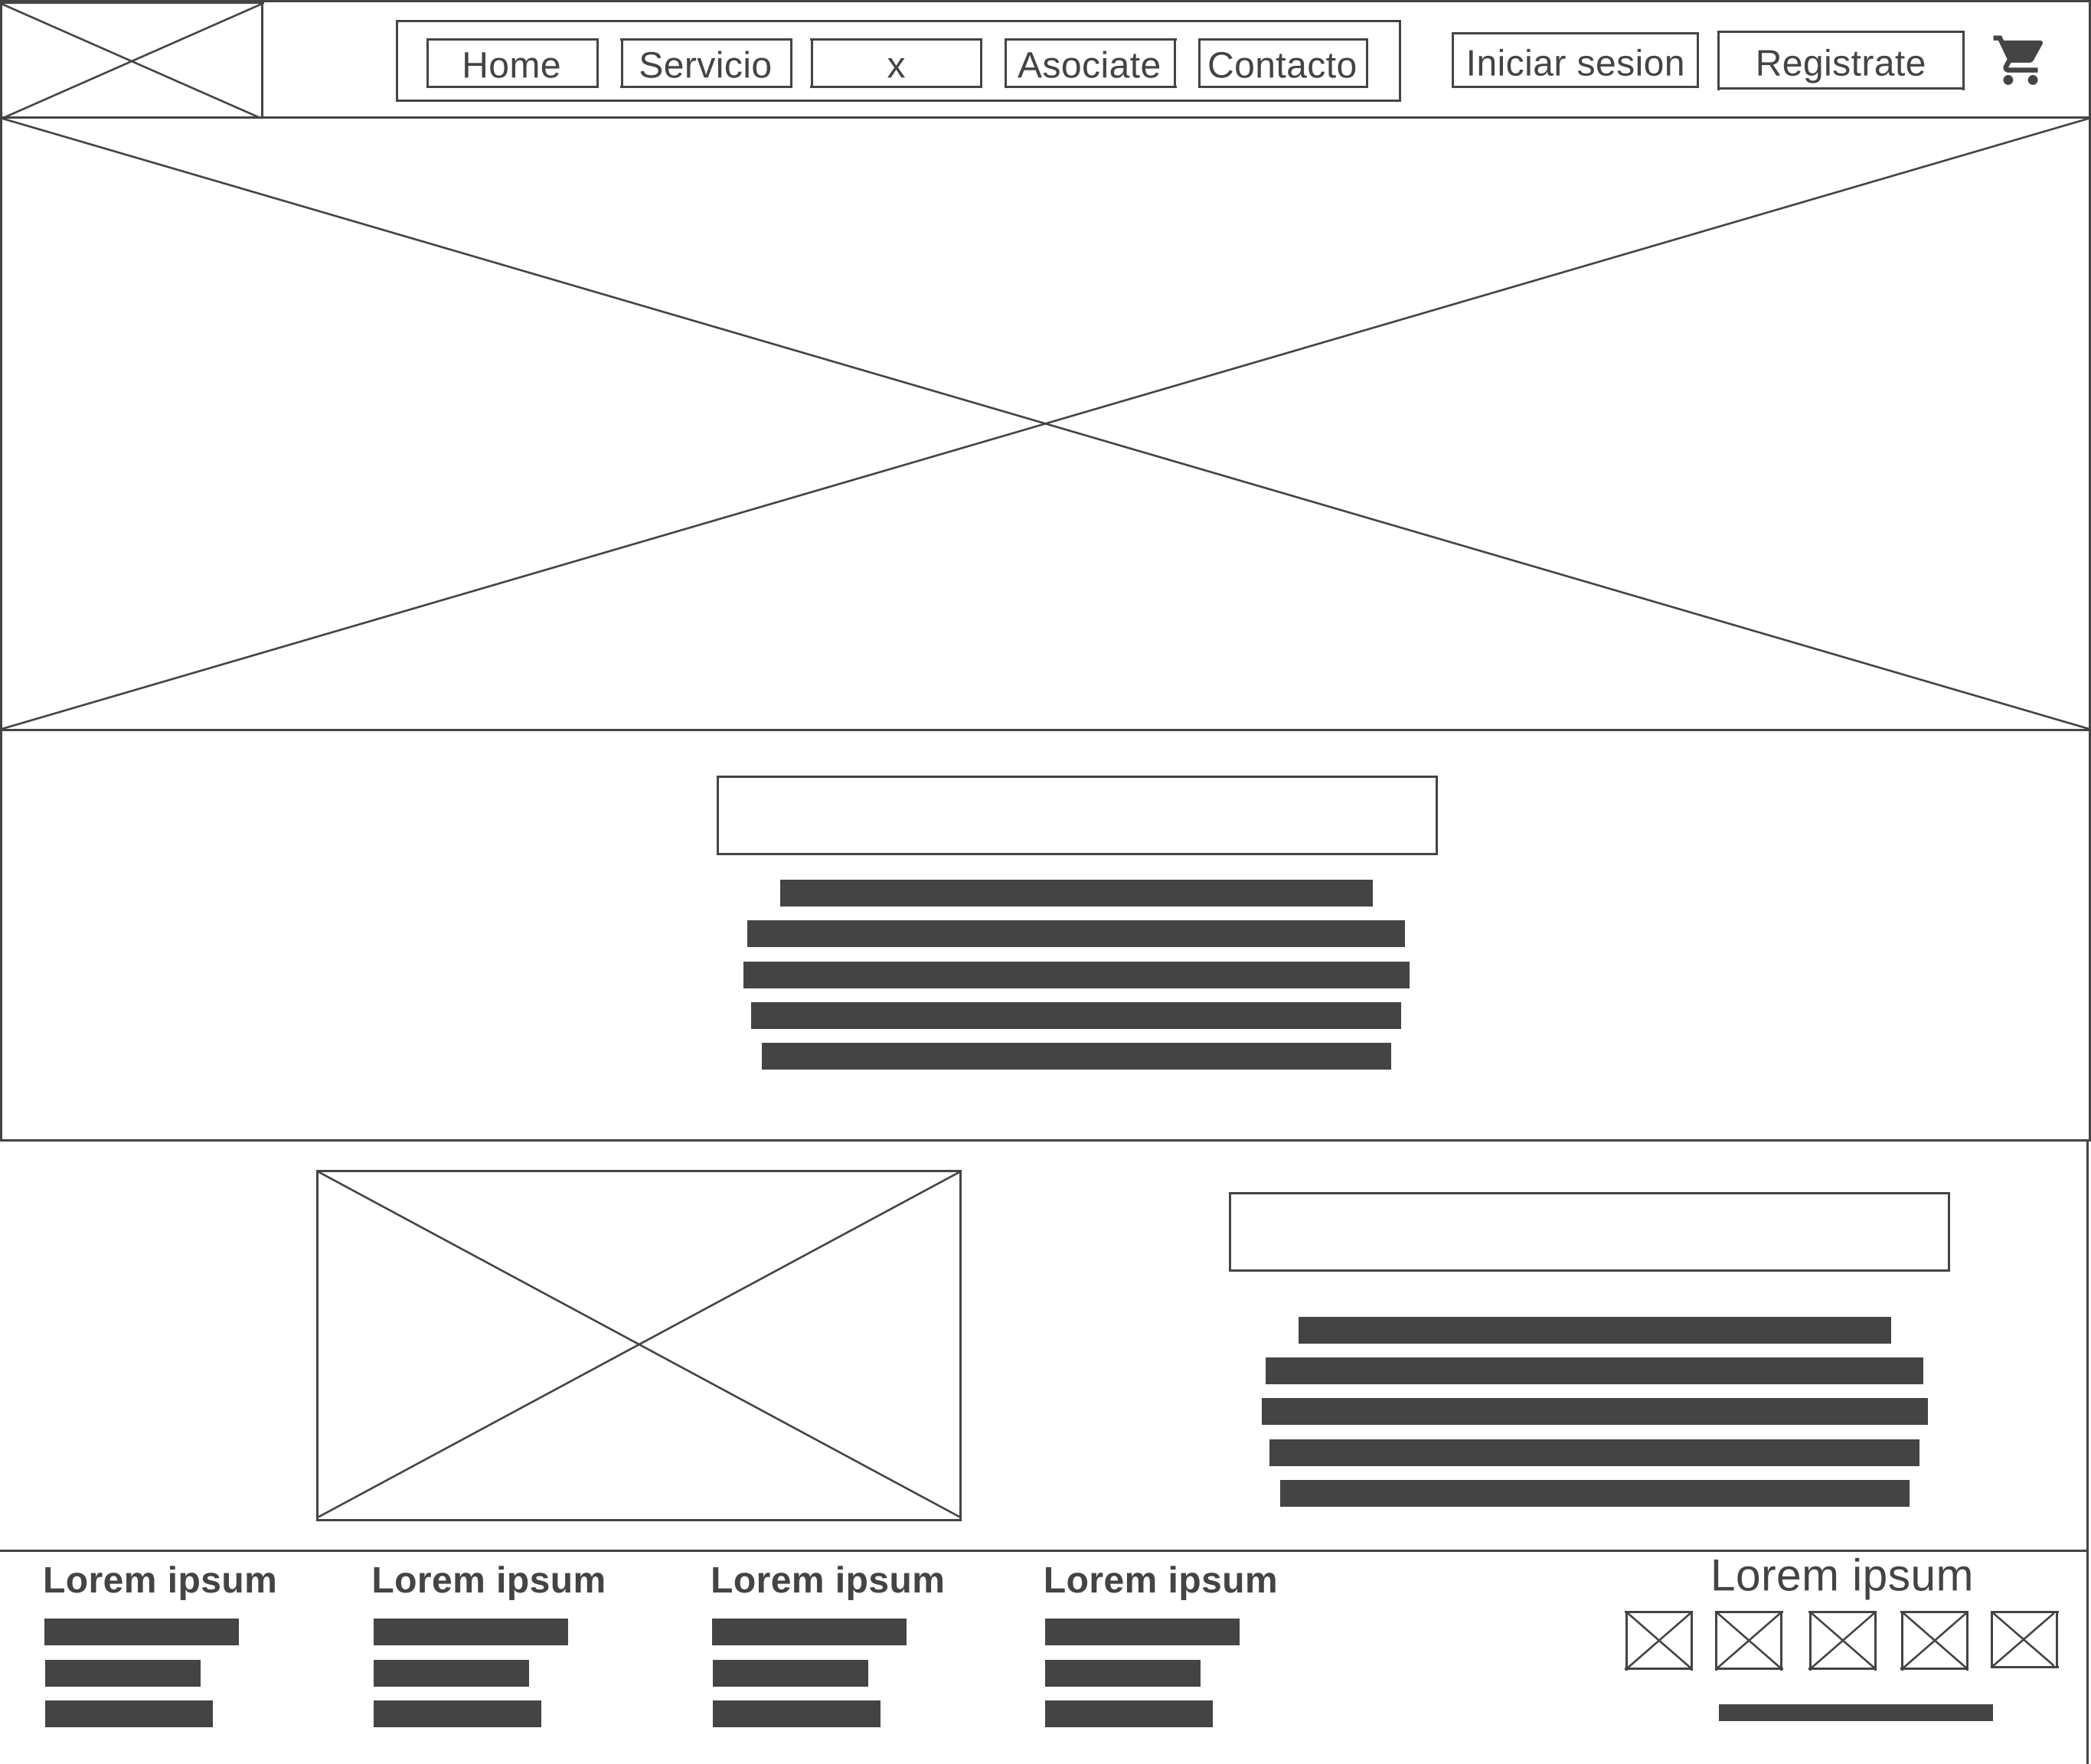 Home
Servicio
x
Asociate
Contacto
Iniciar sesion
Registrate
Lorem ipsum
Lorem ipsum
Lorem ipsum
Lorem ipsum
Lorem ipsum